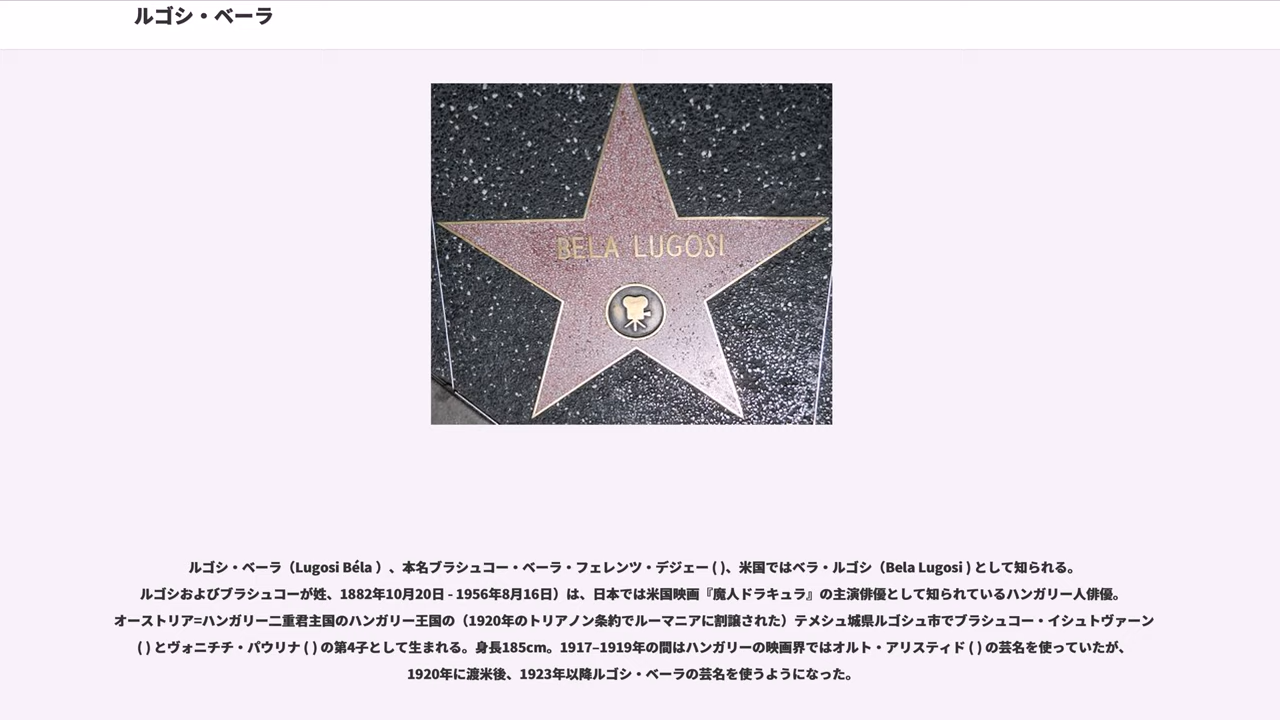 ルゴシ・ベーラ
BELA LUGOSI
ルゴシ・ベーラ（Lugosi Béla ）、本名ブラシュコー・ベーラ・フェレンツ・デジェー ( )、米国ではベラ・ルゴシ（Bela Lugosi ) として知られる。
ルゴシおよびブラシュコーが姓、1882年10月20日 - 1956年8月16日）は、日本では米国映画『魔人ドラキュラ』の主演俳優として知られているハンガリー人俳優。
オーストリア=ハンガリー二重君主国のハンガリー王国の（1920年のトリアノン条約でルーマニアに割譲された）テメシュ城県ルゴシュ市でブラシュコー・イシュトヴァーン
( ) とヴォニチチ・パウリナ ( ) の第4子として生まれる。身長185cm。1917–1919年の間はハンガリーの映画界ではオルト・アリスティド ( ) の芸名を使っていたが、
1920年に渡米後、1923年以降ルゴシ・ベーラの芸名を使うようになった。